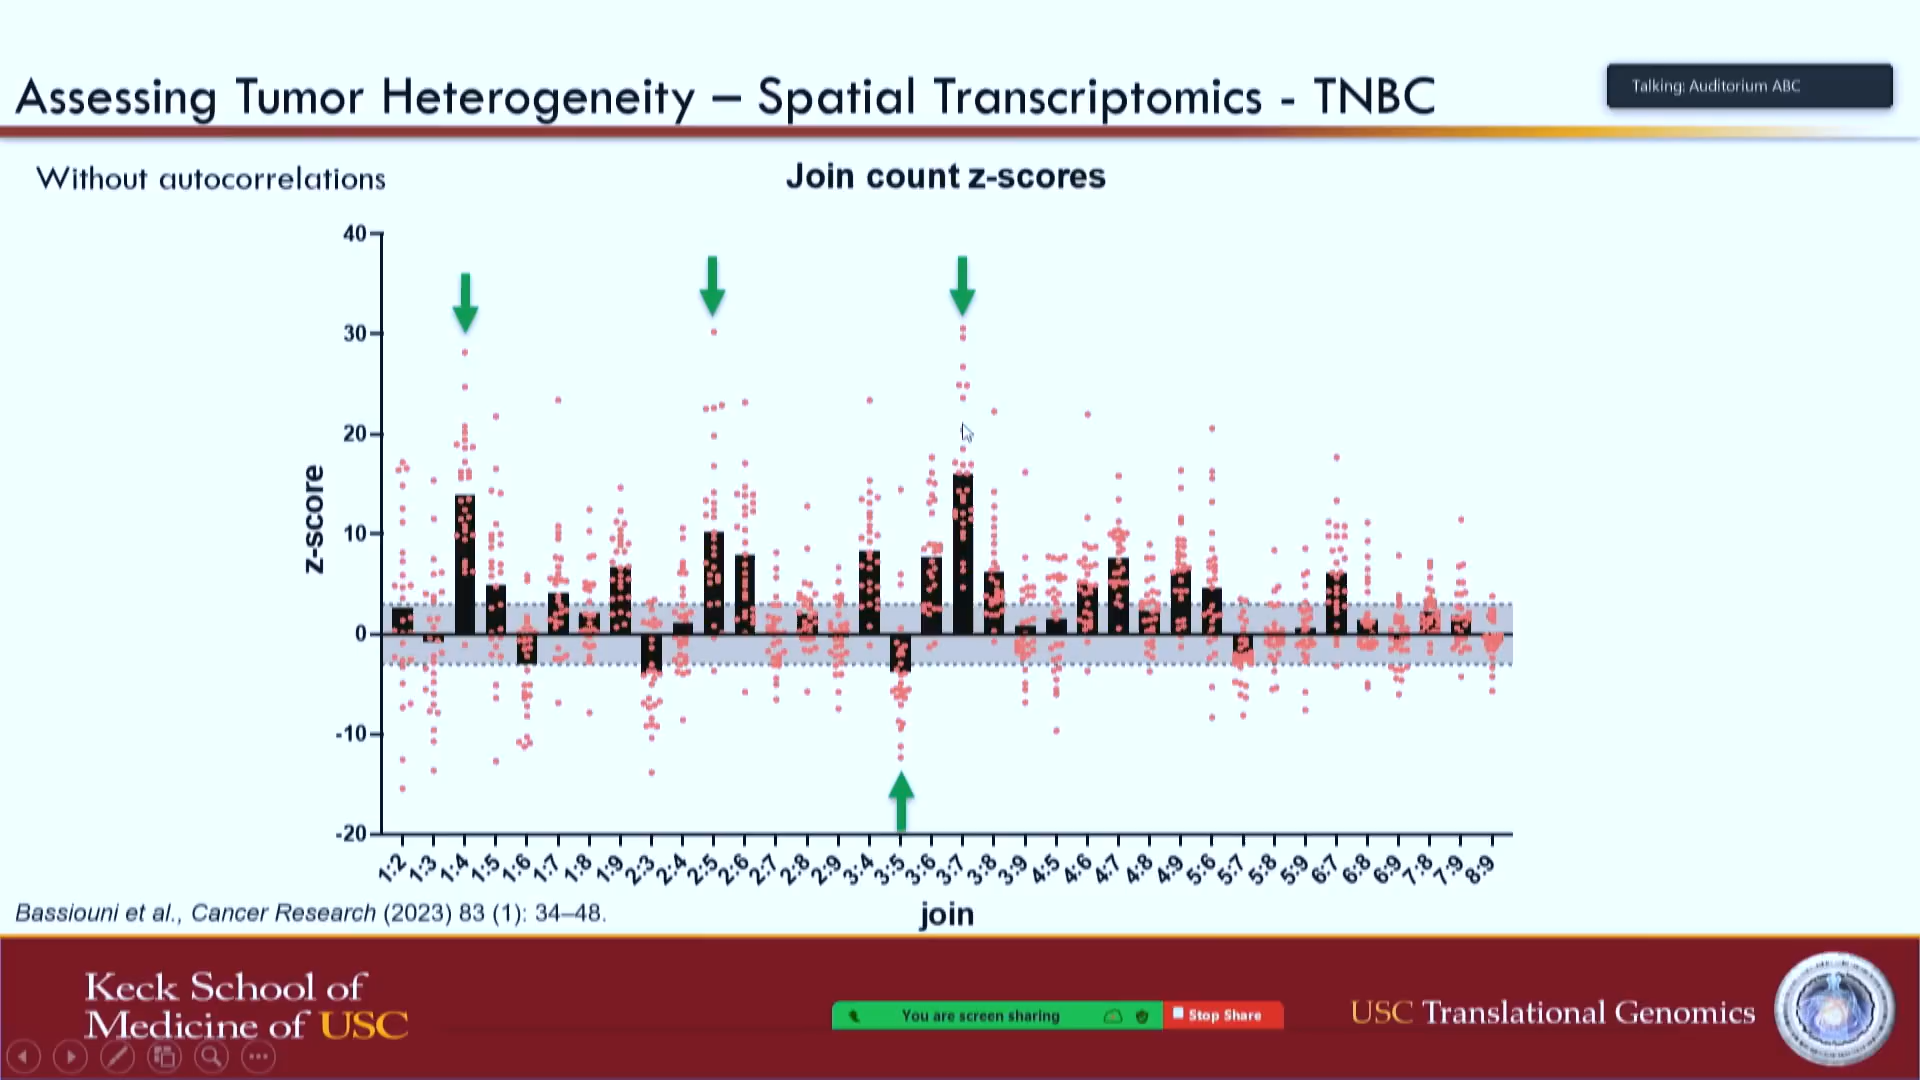 Assessing Tumor Heterogeneity – Spatial Transcriptomics - TNBC
Talking: Auditorium ABC
Without autocorrelations
Join count z-scores
40
30
20
10
0
-10
-20
z-score
1:2 1:3 1:4 1:5 1:6 1:7 1:8 1:9 2:3 2:4 2:5 2:6 2:7 2:8 2:9 3:4 3:5 3:6 3:7 3:8 3:9 4:5 4:6 4:7 4:8 4:9 5:6 5:7 5:8 5:9 6:7 6:8 6:9 7:8 7:9 8:9
join
Bassiouni et al., Cancer Research (2023) 83 (1): 34–48.
Keck School of
Medicine of USC
You are screen sharing
Stop Share
USC Translational Genomics